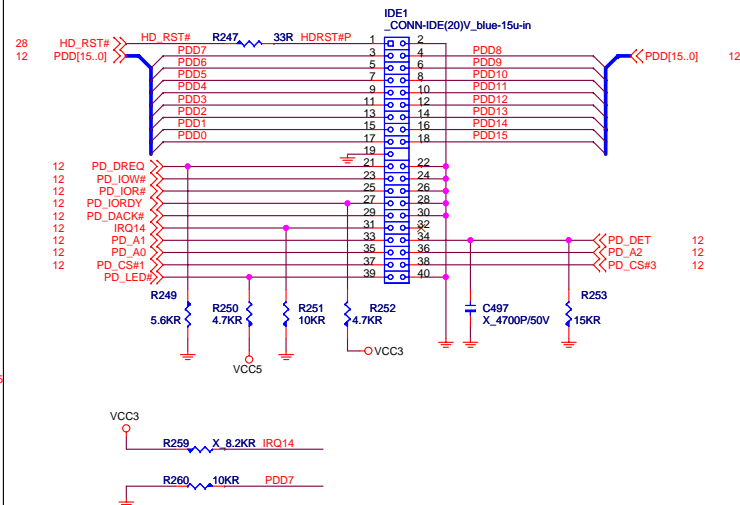 IDE1
_CONN-IDE(20)V_blue-15u-in
28 HD_RST# HD_RST# R247 33R HDRST#P 1 2
12 PDD[15..0] PDD7 3 4 PDD8 PDD[15..0] 12
PDD6 5 6 PDD9
PDD5 7 8 PDD10
PDD4 9 10 PDD11
PDD3 11 12 PDD12
PDD2 13 14 PDD13
PDD1 15 16 PDD14
PDD0 17 18 PDD15
19
12 PD_DREQ 21 22
12 PD_IOW# 23 24
12 PD_IOR# 25 26
12 PD_IORDY 27 28
12 PD_DACK# 29 30
12 IRQ14 31 32
12 PD_A1 33 34 PD_DET 12
12 PD_A0 35 36 PD_A2 12
12 PD_CS#1 37 38 PD_CS#3 12
PD_LED# 39 40
R249
5.6KR
R250
4.7KR
R251
10KR
R252
4.7KR
C497
X_4700P/50V
R253
15KR
VCC3
VCC5
VCC3
R259 X_8.2KR IRQ14
R260 10KR PDD7